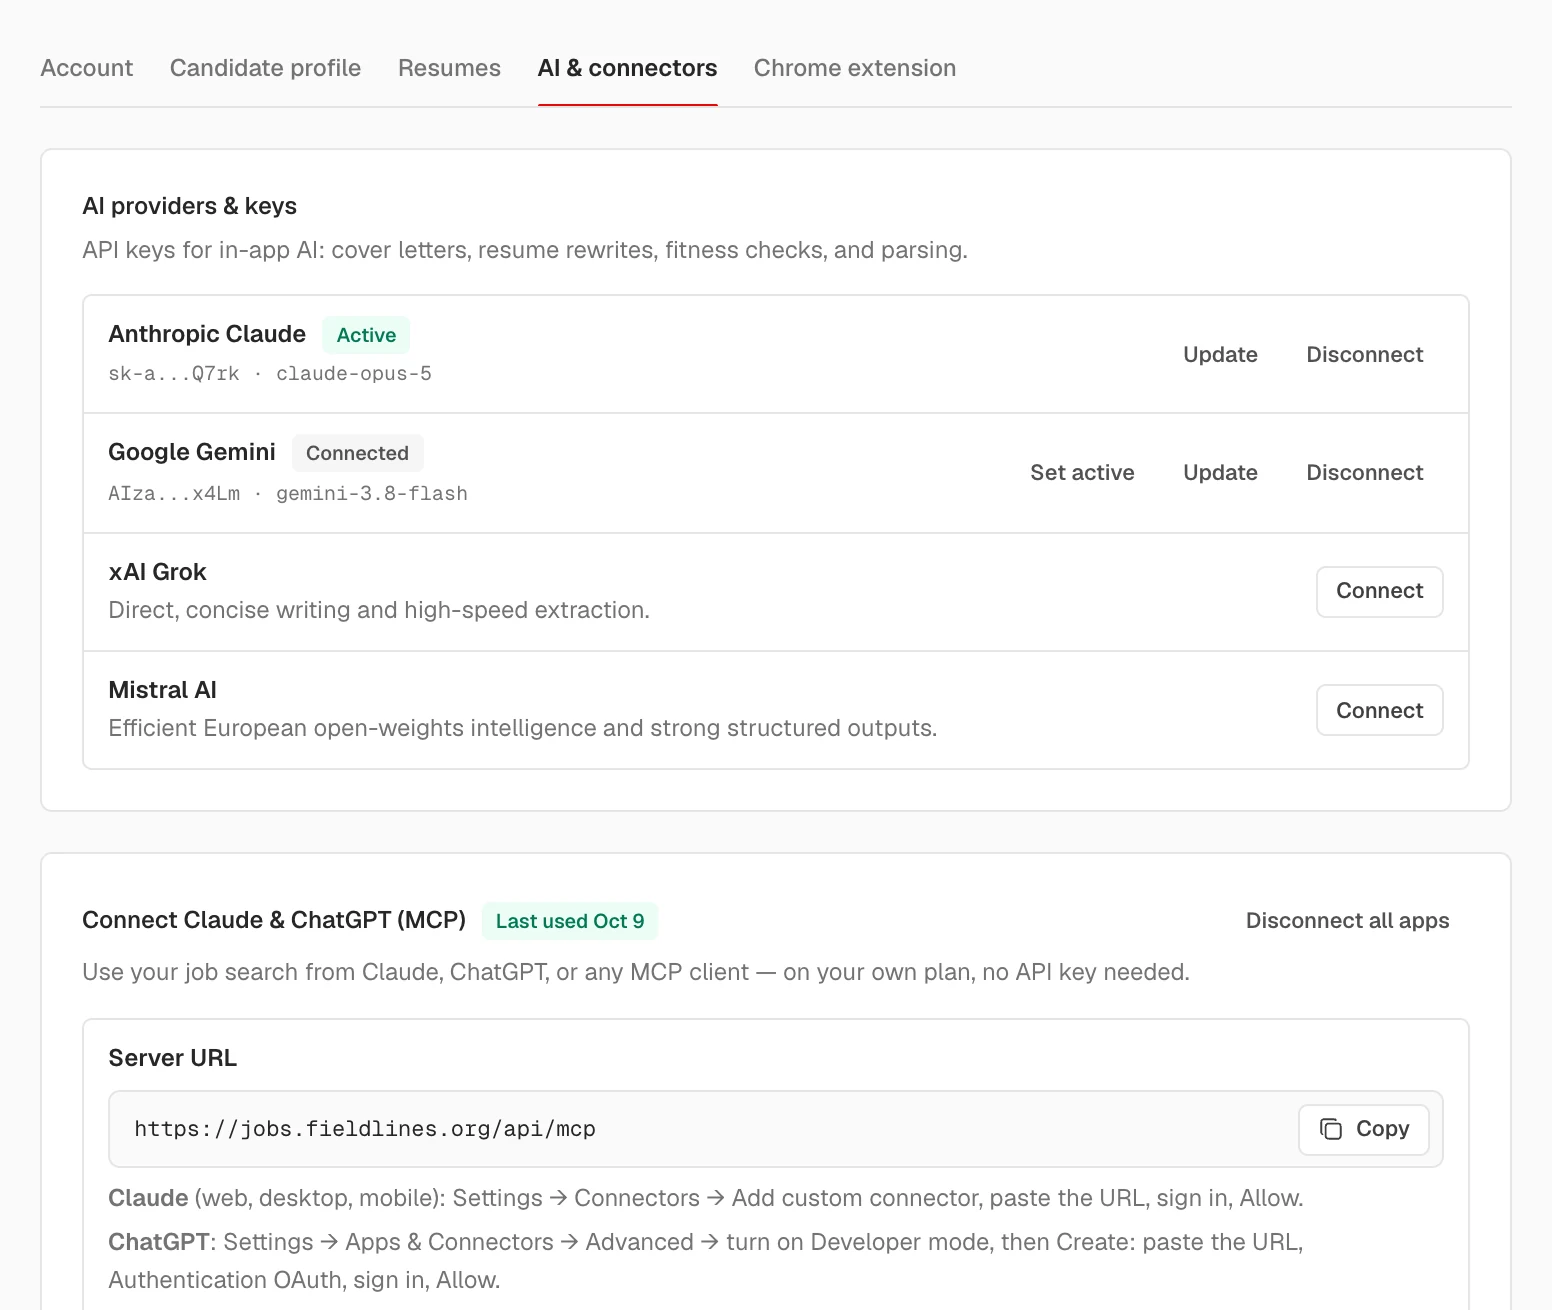 Account Candidate profile Resumes AI & connectors Chrome extension
AI providers & keys
API keys for in-app AI: cover letters, resume rewrites, fitness checks, and parsing.
Anthropic Claude Active
sk-a...Q7rk · claude-opus-5
Update Disconnect
Google Gemini Connected
AIza...x4Lm · gemini-3.8-flash
Set active Update Disconnect
xAI Grok
Direct, concise writing and high-speed extraction.
Connect
Mistral AI
Efficient European open-weights intelligence and strong structured outputs.
Connect
Connect Claude & ChatGPT (MCP) Last used Oct 9 Disconnect all apps
Use your job search from Claude, ChatGPT, or any MCP client — on your own plan, no API key needed.
Server URL
https://jobs.fieldlines.org/api/mcp Copy
Claude (web, desktop, mobile): Settings → Connectors → Add custom connector, paste the URL, sign in, Allow.
ChatGPT: Settings → Apps & Connectors → Advanced → turn on Developer mode, then Create: paste the URL,
Authentication OAuth, sign in, Allow.